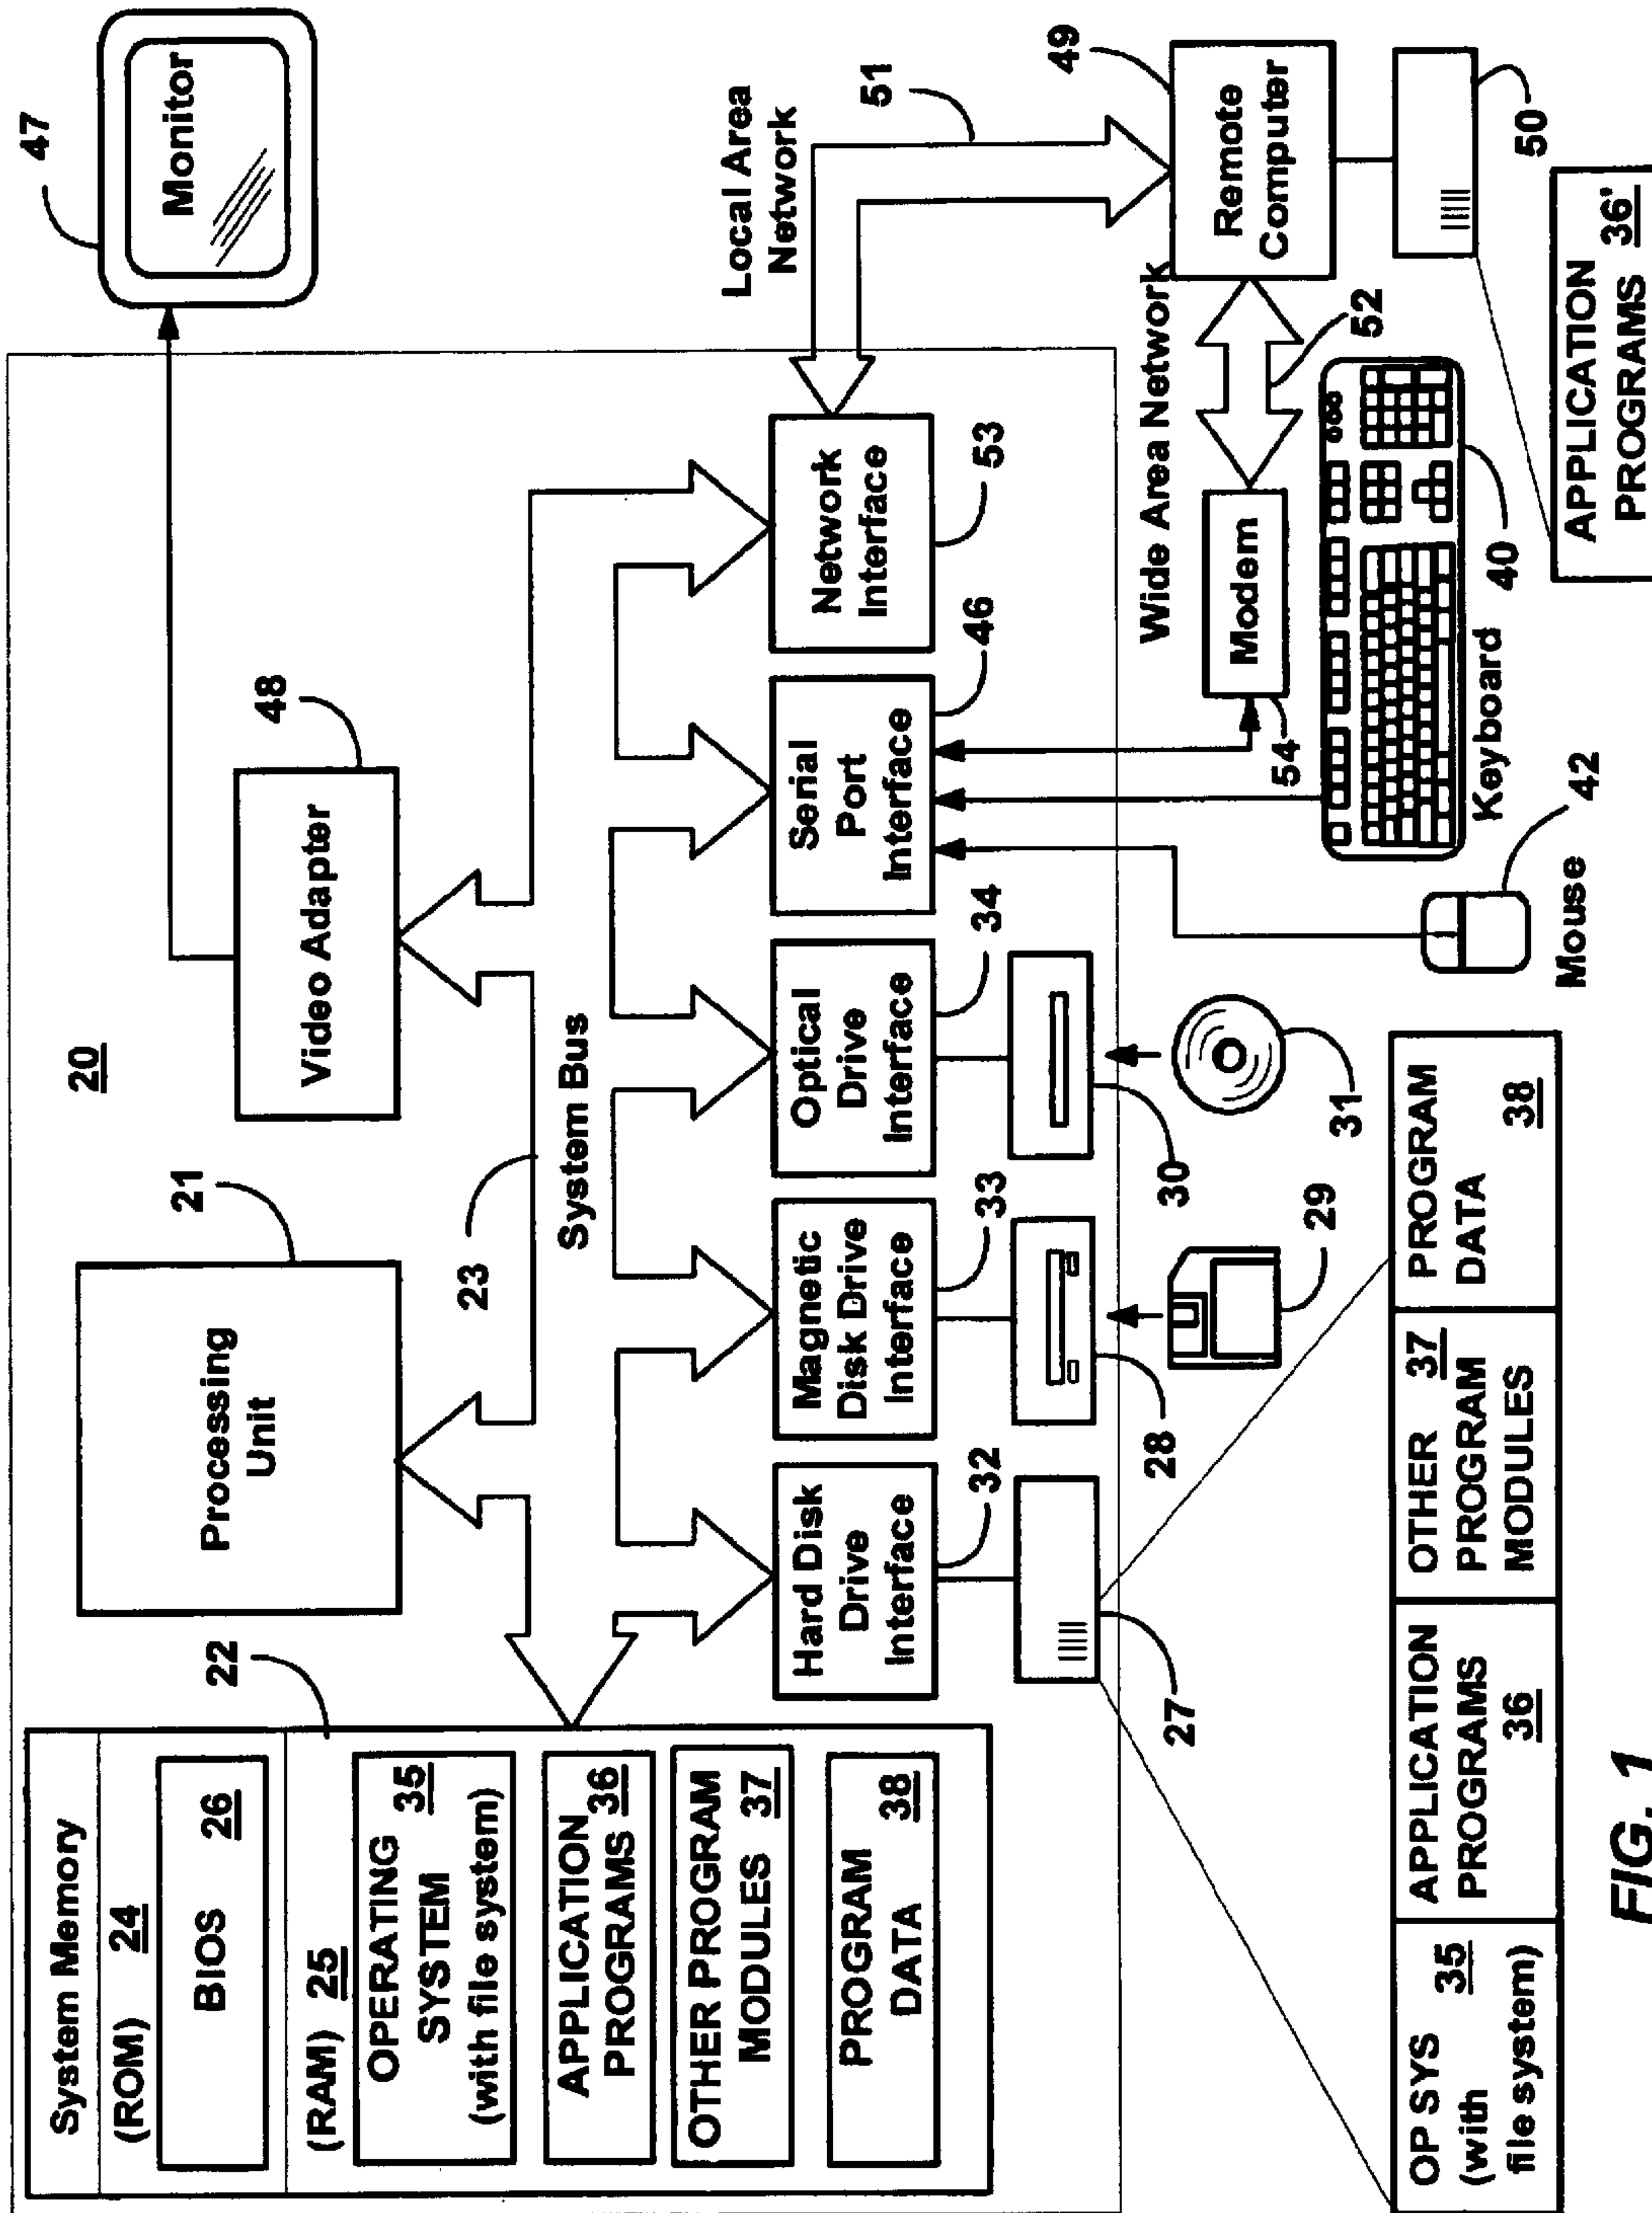 20
System Memory
(ROM) 24
BIOS 26
(RAM) 25
OPERATING
SYSTEM 35
(with file system)
APPLICATION
PROGRAMS 36
OTHER PROGRAM
MODULES 37
PROGRAM
DATA 38
22
Processing
Unit
21
Video Adapter
48
47
Monitor
23
System Bus
Hard Disk
Drive
Interface
32
Magnetic
Disk Drive
Interface
33
Optical
Drive
Interface
34
Serial
Port
Interface
46
Network
Interface
53
Local Area
Network
51
27
28
29
30
31
Wide Area Network
52
Modem
54
Remote
Computer
49
50
Keyboard
40
Mouse
42
OP SYS 35
(with
file system)
APPLICATION
PROGRAMS
36
OTHER 37
PROGRAM
MODULES
PROGRAM
DATA
38
APPLICATION
PROGRAMS 36'
FIG. 1